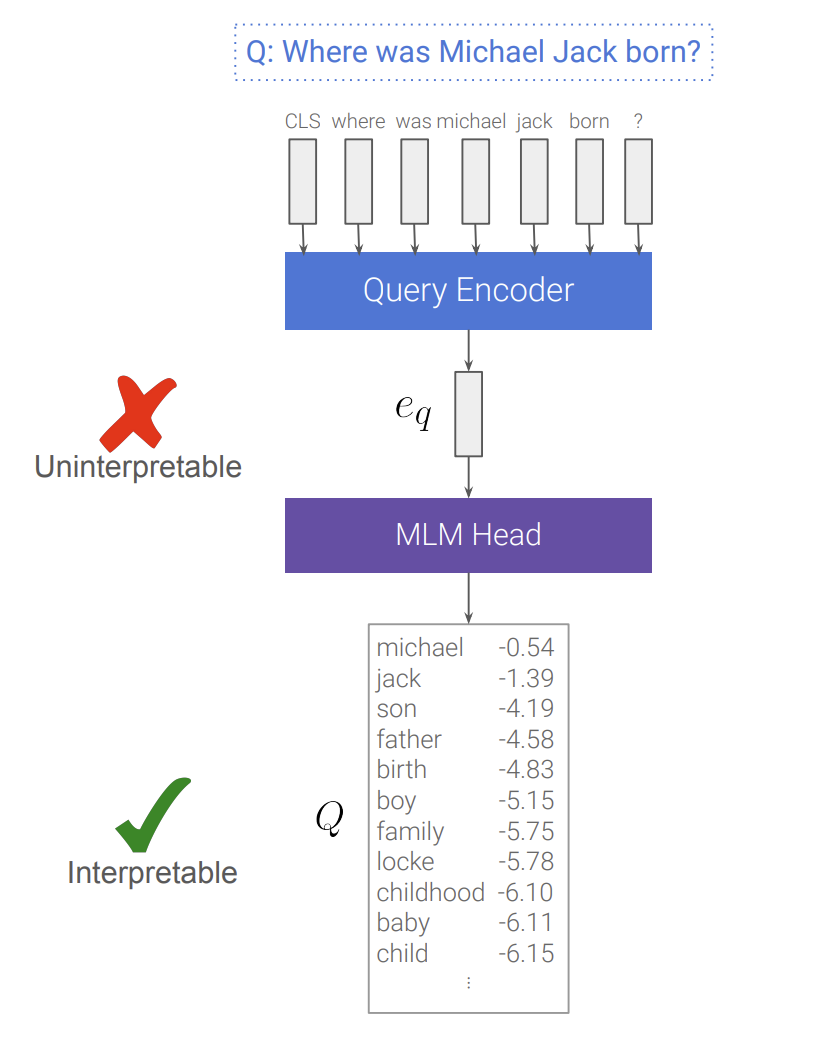 Q: Where was Michael Jack born?
CLS where was michael jack born ?
Query Encoder
e_q
Uninterpretable
MLM Head
michael -0.54
jack -1.39
son -4.19
father -4.58
birth -4.83
boy -5.15
Q
family -5.75
locke -5.78
Interpretable
childhood -6.10
baby -6.11
child -6.15
⋮